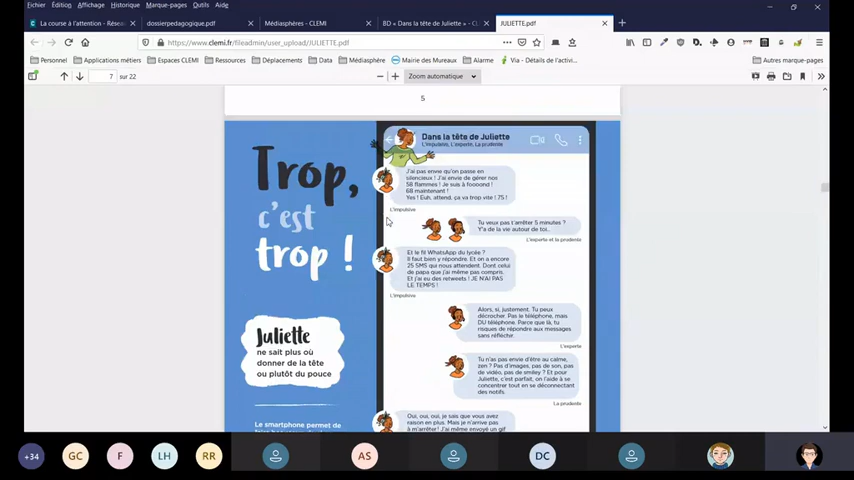 Fichier Édition Affichage Historique Marque-pages Outils Aide
La course à l'attention - Résea
dossierpedagogique.pdf
Médiasphères - CLEMI
BD « Dans la tête de Juliette » - C
JUILETTE.pdf
https://www.clemi.fr/fileadmin/user_upload/JULIETTE.pdf
Personnel Applications métiers Espaces CLEMI Ressources Déplacements Data Médiasphère Mairie des Mureaux Alarme Via - Détails de l'activi...
Autres marque-pages
7 sur 22
Zoom automatique
5
Trop,
c'est
trop !
Juliette
ne sait plus où
donner de la tête
ou plutôt du pouce
Le smartphone permet de
Dans la tête de Juliette
L'impulsive, L'experte, La prudente
J'ai pas envie qu'on passe en
silencieux ! J'ai envie de gérer nos
58 flammes ! Je suis à foooond !
68 maintenant !
Yes ! Euh, attend, ça va trop vite ! 75 !
L'impulsive
Tu veux pas t'arrêter 5 minutes ?
Y'a de la vie autour de toi..
L'experte et la prudente
Et le fil WhatsApp du lycée ?
Il faut bien y répondre. Et on a encore
25 SMS qui nous attendent. Dont celui
de papa que j'ai même pas compris.
Et j'ai eu des retweets ! JE N'AI PAS
LE TEMPS !
L'impulsive
Alors, si, justement. Tu peux
décrocher. Pas le téléphone, mais
DU téléphone. Parce que là, tu
risques de répondre aux messages
sans réfléchir.
L'experte
Tu n'as pas envie d'être au calme,
zen ? Pas d'images, pas de son, pas
de vidéo, pas de smiley ? Et pour
Juliette, c'est parfait, on l'aide à se
concentrer tout en se déconnectant
des notifs.
La prudente
Oui, oui, oui, je sais que vous avez
raison en plus. Mais je n'arrive pas
à m'arrêter! J'ai même envoyé un gif
+34 GC F LH RR AS DC